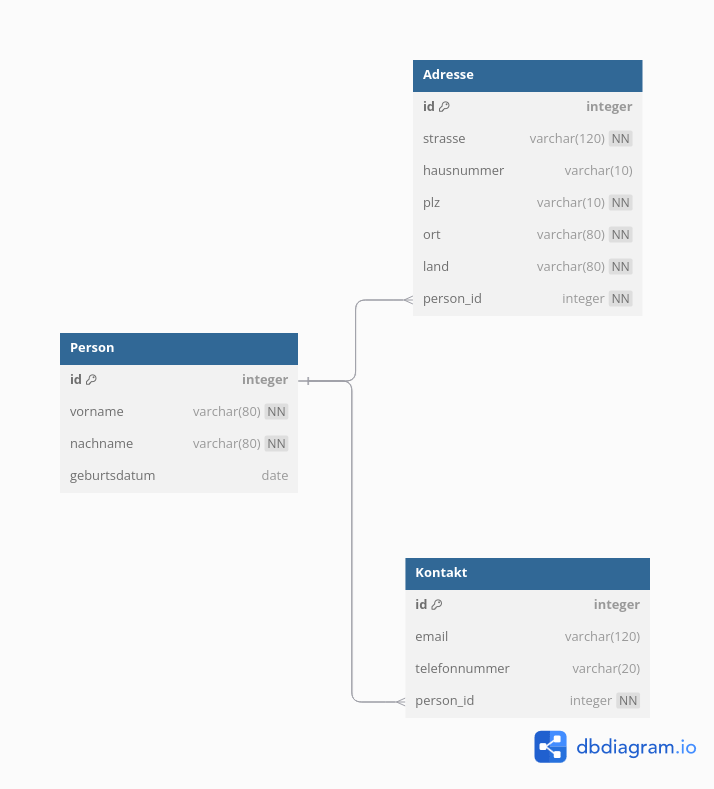 Adresse
id integer
strasse varchar(120) NN
hausnummer varchar(10)
plz varchar(10) NN
ort varchar(80) NN
land varchar(80) NN
person_id integer NN
Person
id integer
vorname varchar(80) NN
nachname varchar(80) NN
geburtsdatum date
Kontakt
id integer
email varchar(120)
telefonnummer varchar(20)
person_id integer NN
dbdiagram.io